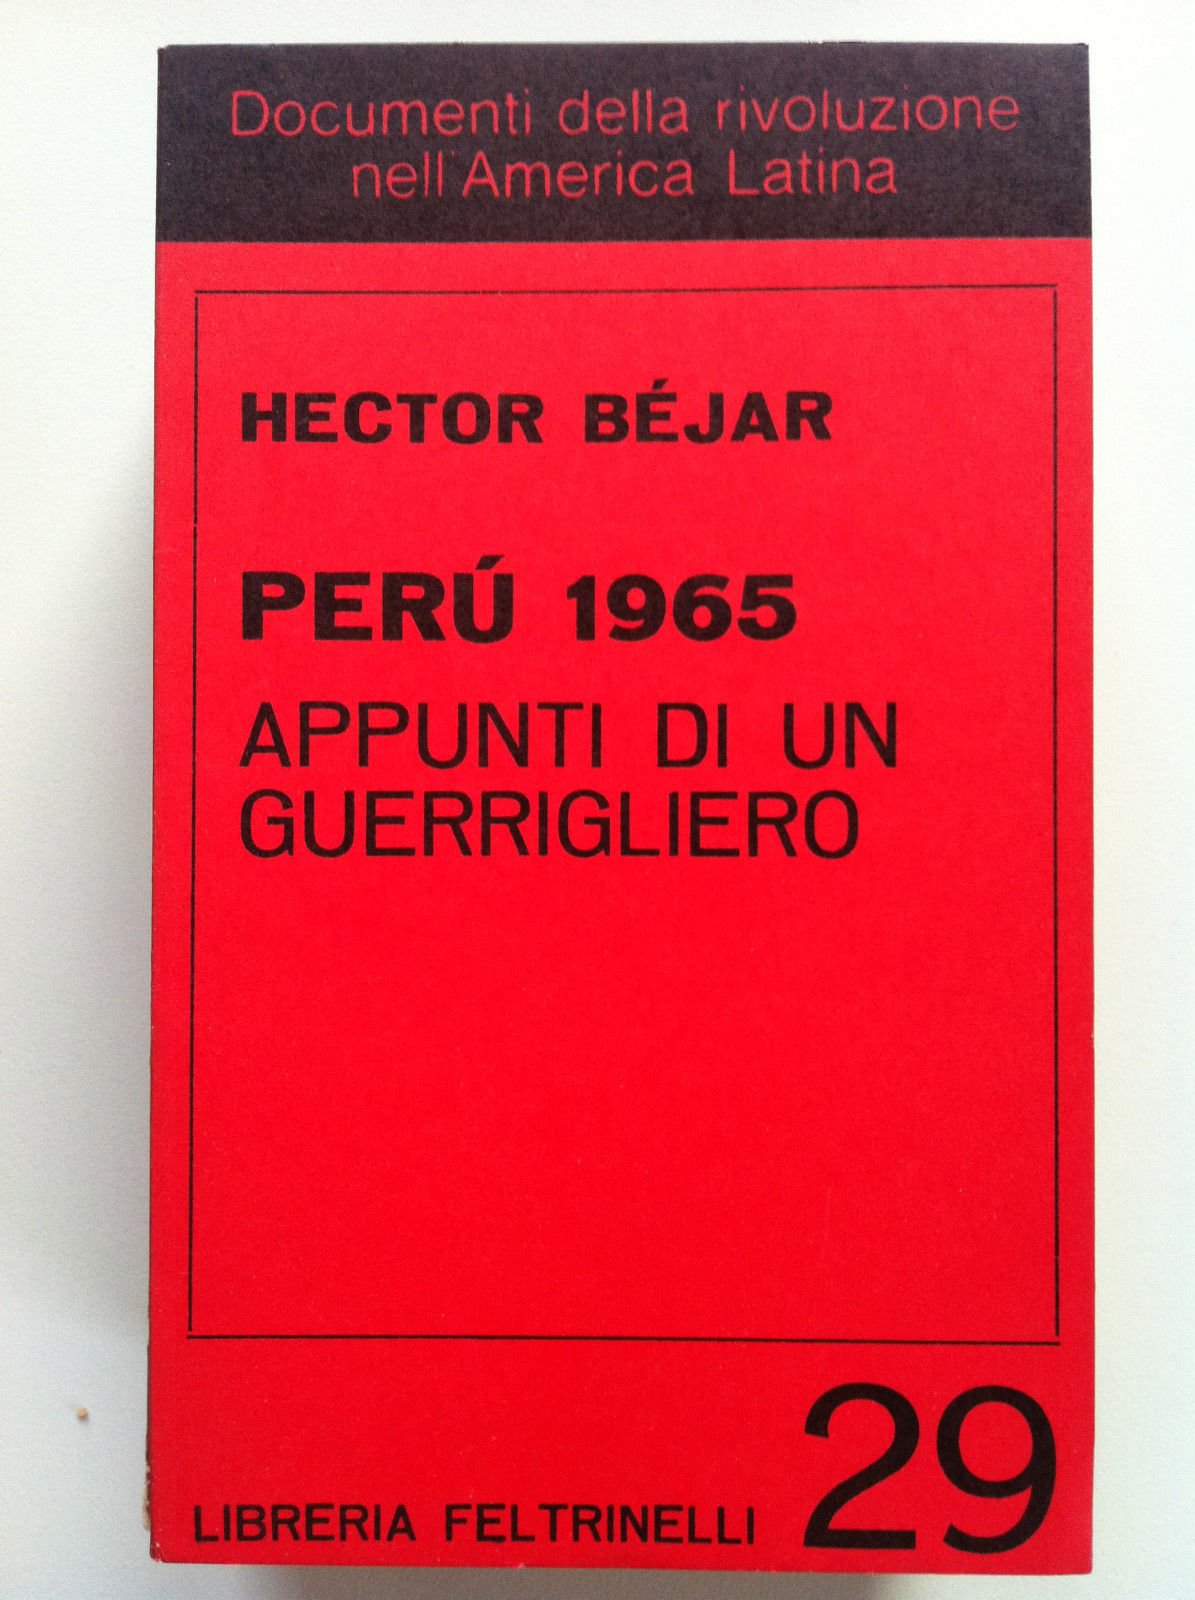 Documenti della rivoluzione
nell'America Latina
HECTOR BÉJAR
PERÚ 1965
APPUNTI DI UN
GUERRIGLIERO
LIBRERIA FELTRINELLI 29